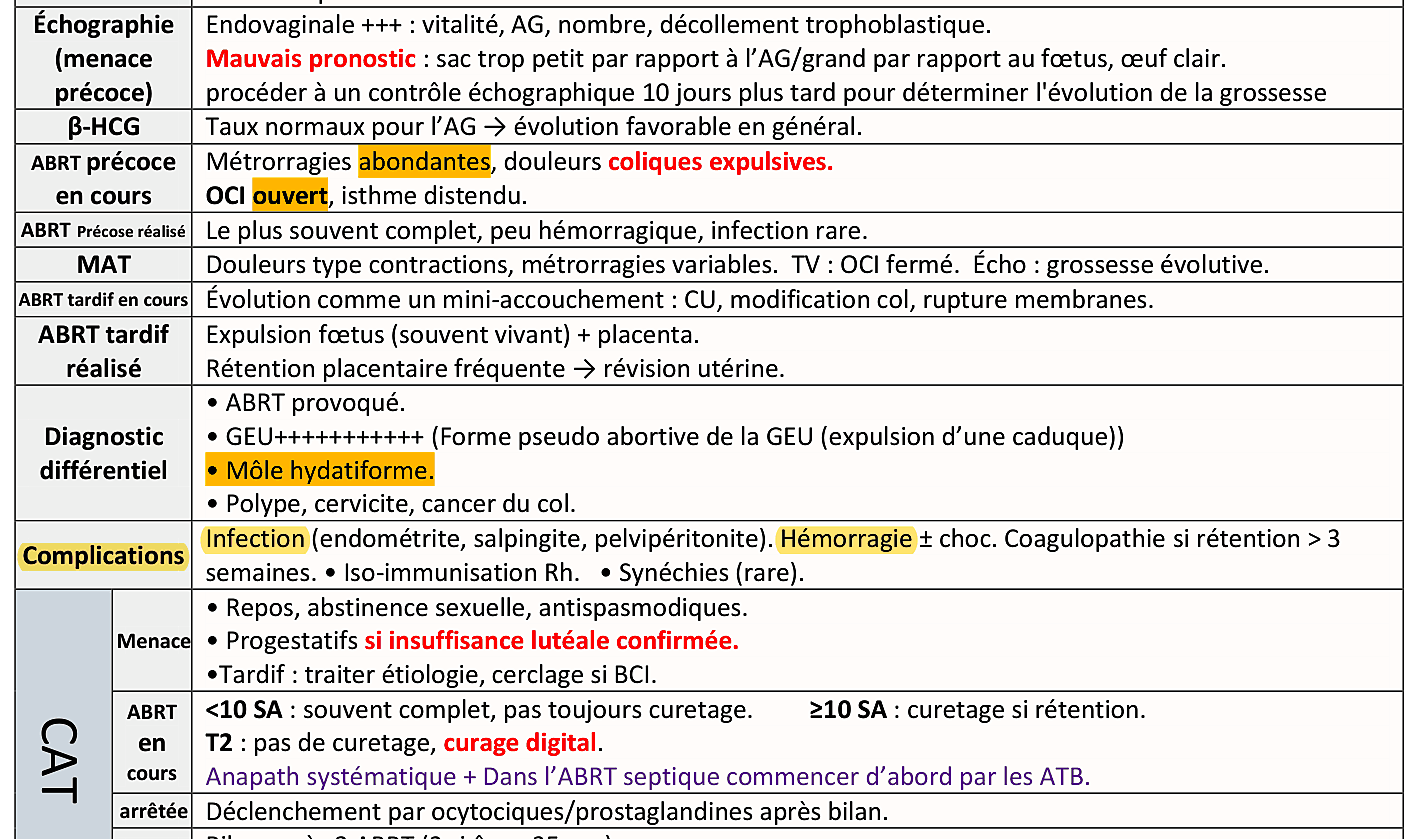 Échographie
(menace
précoce)
Endovaginale +++ : vitalité, AG, nombre, décollement trophoblastique.
Mauvais pronostic : sac trop petit par rapport à l’AG/grand par rapport au fœtus, œuf clair.
procéder à un contrôle échographique 10 jours plus tard pour déterminer l'évolution de la grossesse
β-HCG
Taux normaux pour l’AG → évolution favorable en général.
ABRT précoce
en cours
Métrorragies abondantes, douleurs coliques expulsives.
OCI ouvert, isthme distendu.
ABRT Précose réalisé
Le plus souvent complet, peu hémorragique, infection rare.
MAT
Douleurs type contractions, métrorragies variables. TV : OCI fermé. Écho : grossesse évolutive.
ABRT tardif en cours
Évolution comme un mini-accouchement : CU, modification col, rupture membranes.
ABRT tardif
réalisé
Expulsion fœtus (souvent vivant) + placenta.
Rétention placentaire fréquente → révision utérine.
Diagnostic
différentiel
• ABRT provoqué.
• GEU+++++++++++ (Forme pseudo abortive de la GEU (expulsion d’une caduque))
• Môle hydatiforme.
• Polype, cervicite, cancer du col.
Complications
Infection (endométrite, salpingite, pelvipéritonite). Hémorragie ± choc. Coagulopathie si rétention > 3
semaines. • Iso-immunisation Rh. • Synéchies (rare).
CAT
Menace
• Repos, abstinence sexuelle, antispasmodiques.
• Progestatifs si insuffisance lutéale confirmée.
•Tardif : traiter étiologie, cerclage si BCI.
ABRT
en
cours
<10 SA : souvent complet, pas toujours curetage. ≥10 SA : curetage si rétention.
T2 : pas de curetage, curage digital.
Anapath systématique + Dans l’ABRT septique commencer d’abord par les ATB.
arrêtée
Déclenchement par ocytociques/prostaglandines après bilan.